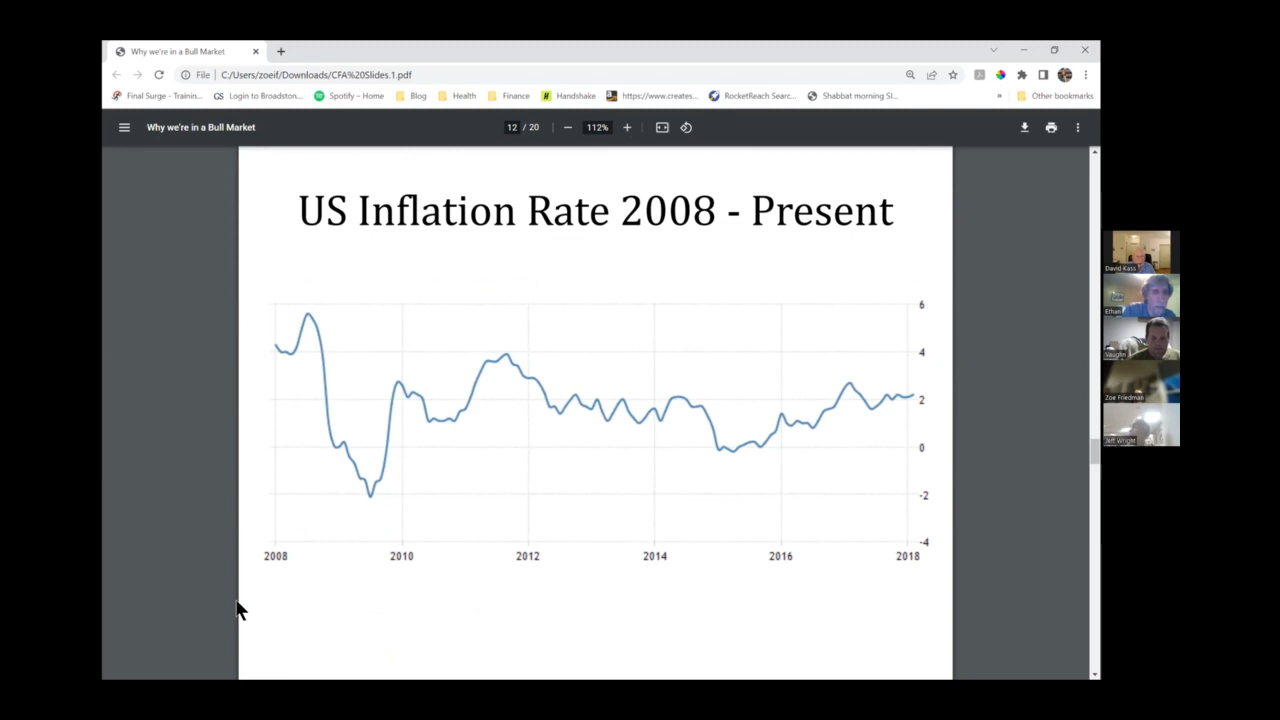 Why we're in a Bull Market
File C:/Users/zoeif/Downloads/CFA%20Slides.1.pdf
Final Surge - Trainin...
GS Login to Broadston...
Spotify – Home
Blog
Health
Finance
Handshake
https://www.creates...
RocketReach Searc...
Shabbat morning Sl...
»
Other bookmarks
Why we're in a Bull Market
12 / 20
112%
US Inflation Rate 2008 - Present
6
4
2
0
-2
-4
2008 2010 2012 2014 2016 2018
David Kass
Ethan
Vaughn
Zoe Friedman
Jeff Wright